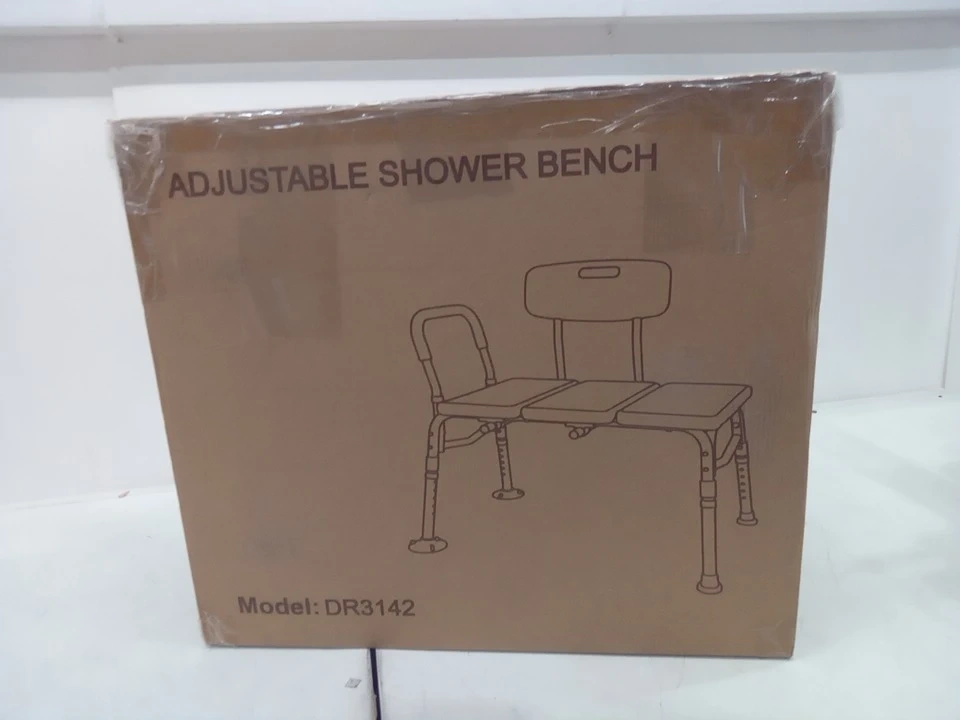 ADJUSTABLE SHOWER BENCH
Model: DR3142